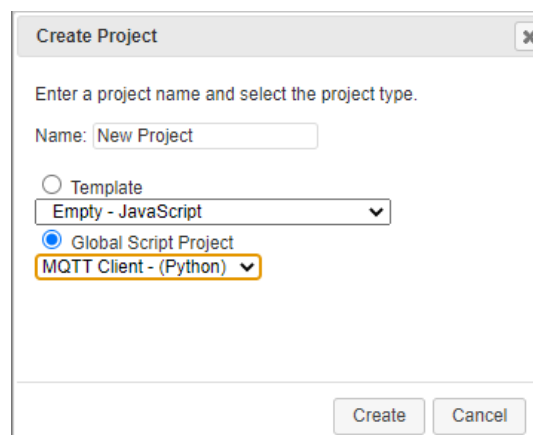 Create Project
Enter a project name and select the project type.
Name: New Project
Template
Empty - JavaScript
Global Script Project
MQTT Client - (Python)
Create Cancel